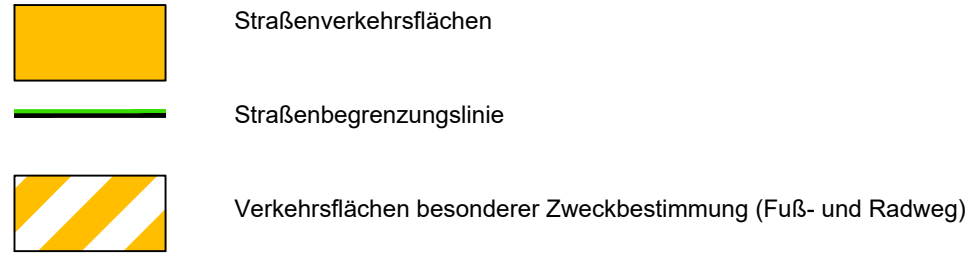 Straßenverkehrsflächen
Straßenbegrenzungslinie
Verkehrsflächen besonderer Zweckbestimmung (Fuß- und Radweg)